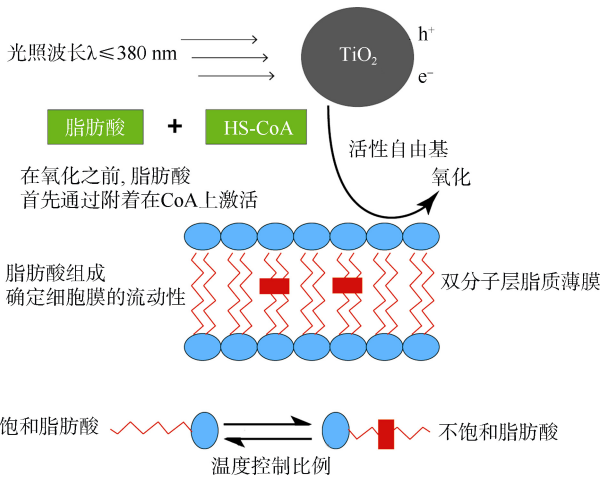 光照波长λ≤380 nm
TiO₂
h⁺
e⁻
脂肪酸 + HS-CoA
活性自由基
氧化
在氧化之前, 脂肪酸
首先通过附着在CoA上激活
脂肪酸组成
确定细胞膜的流动性
双分子层脂质薄膜
饱和脂肪酸
不饱和脂肪酸
温度控制比例